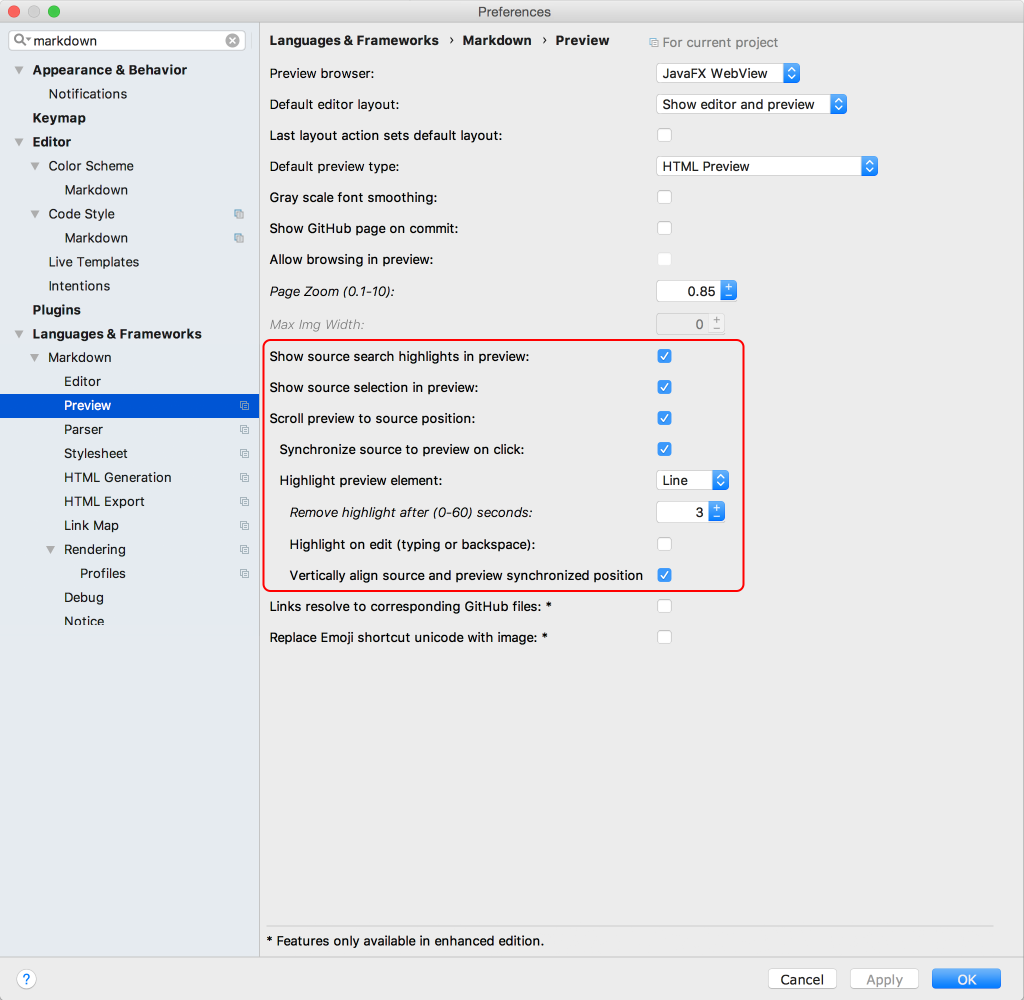 Preferences
markdown
Appearance & Behavior
Notifications
Keymap
Editor
Color Scheme
Markdown
Code Style
Markdown
Live Templates
Intentions
Plugins
Languages & Frameworks
Markdown
Editor
Preview
Parser
Stylesheet
HTML Generation
HTML Export
Link Map
Rendering
Profiles
Debug
Notice
Languages & Frameworks › Markdown › Preview For current project
Preview browser: JavaFX WebView
Default editor layout: Show editor and preview
Last layout action sets default layout:
Default preview type: HTML Preview
Gray scale font smoothing:
Show GitHub page on commit:
Allow browsing in preview:
Page Zoom (0.1-10): 0.85
Max Img Width: 0
Show source search highlights in preview:
Show source selection in preview:
Scroll preview to source position:
Synchronize source to preview on click:
Highlight preview element: Line
Remove highlight after (0-60) seconds: 3
Highlight on edit (typing or backspace):
Vertically align source and preview synchronized position
Links resolve to corresponding GitHub files: *
Replace Emoji shortcut unicode with image: *
* Features only available in enhanced edition.
? Cancel Apply OK